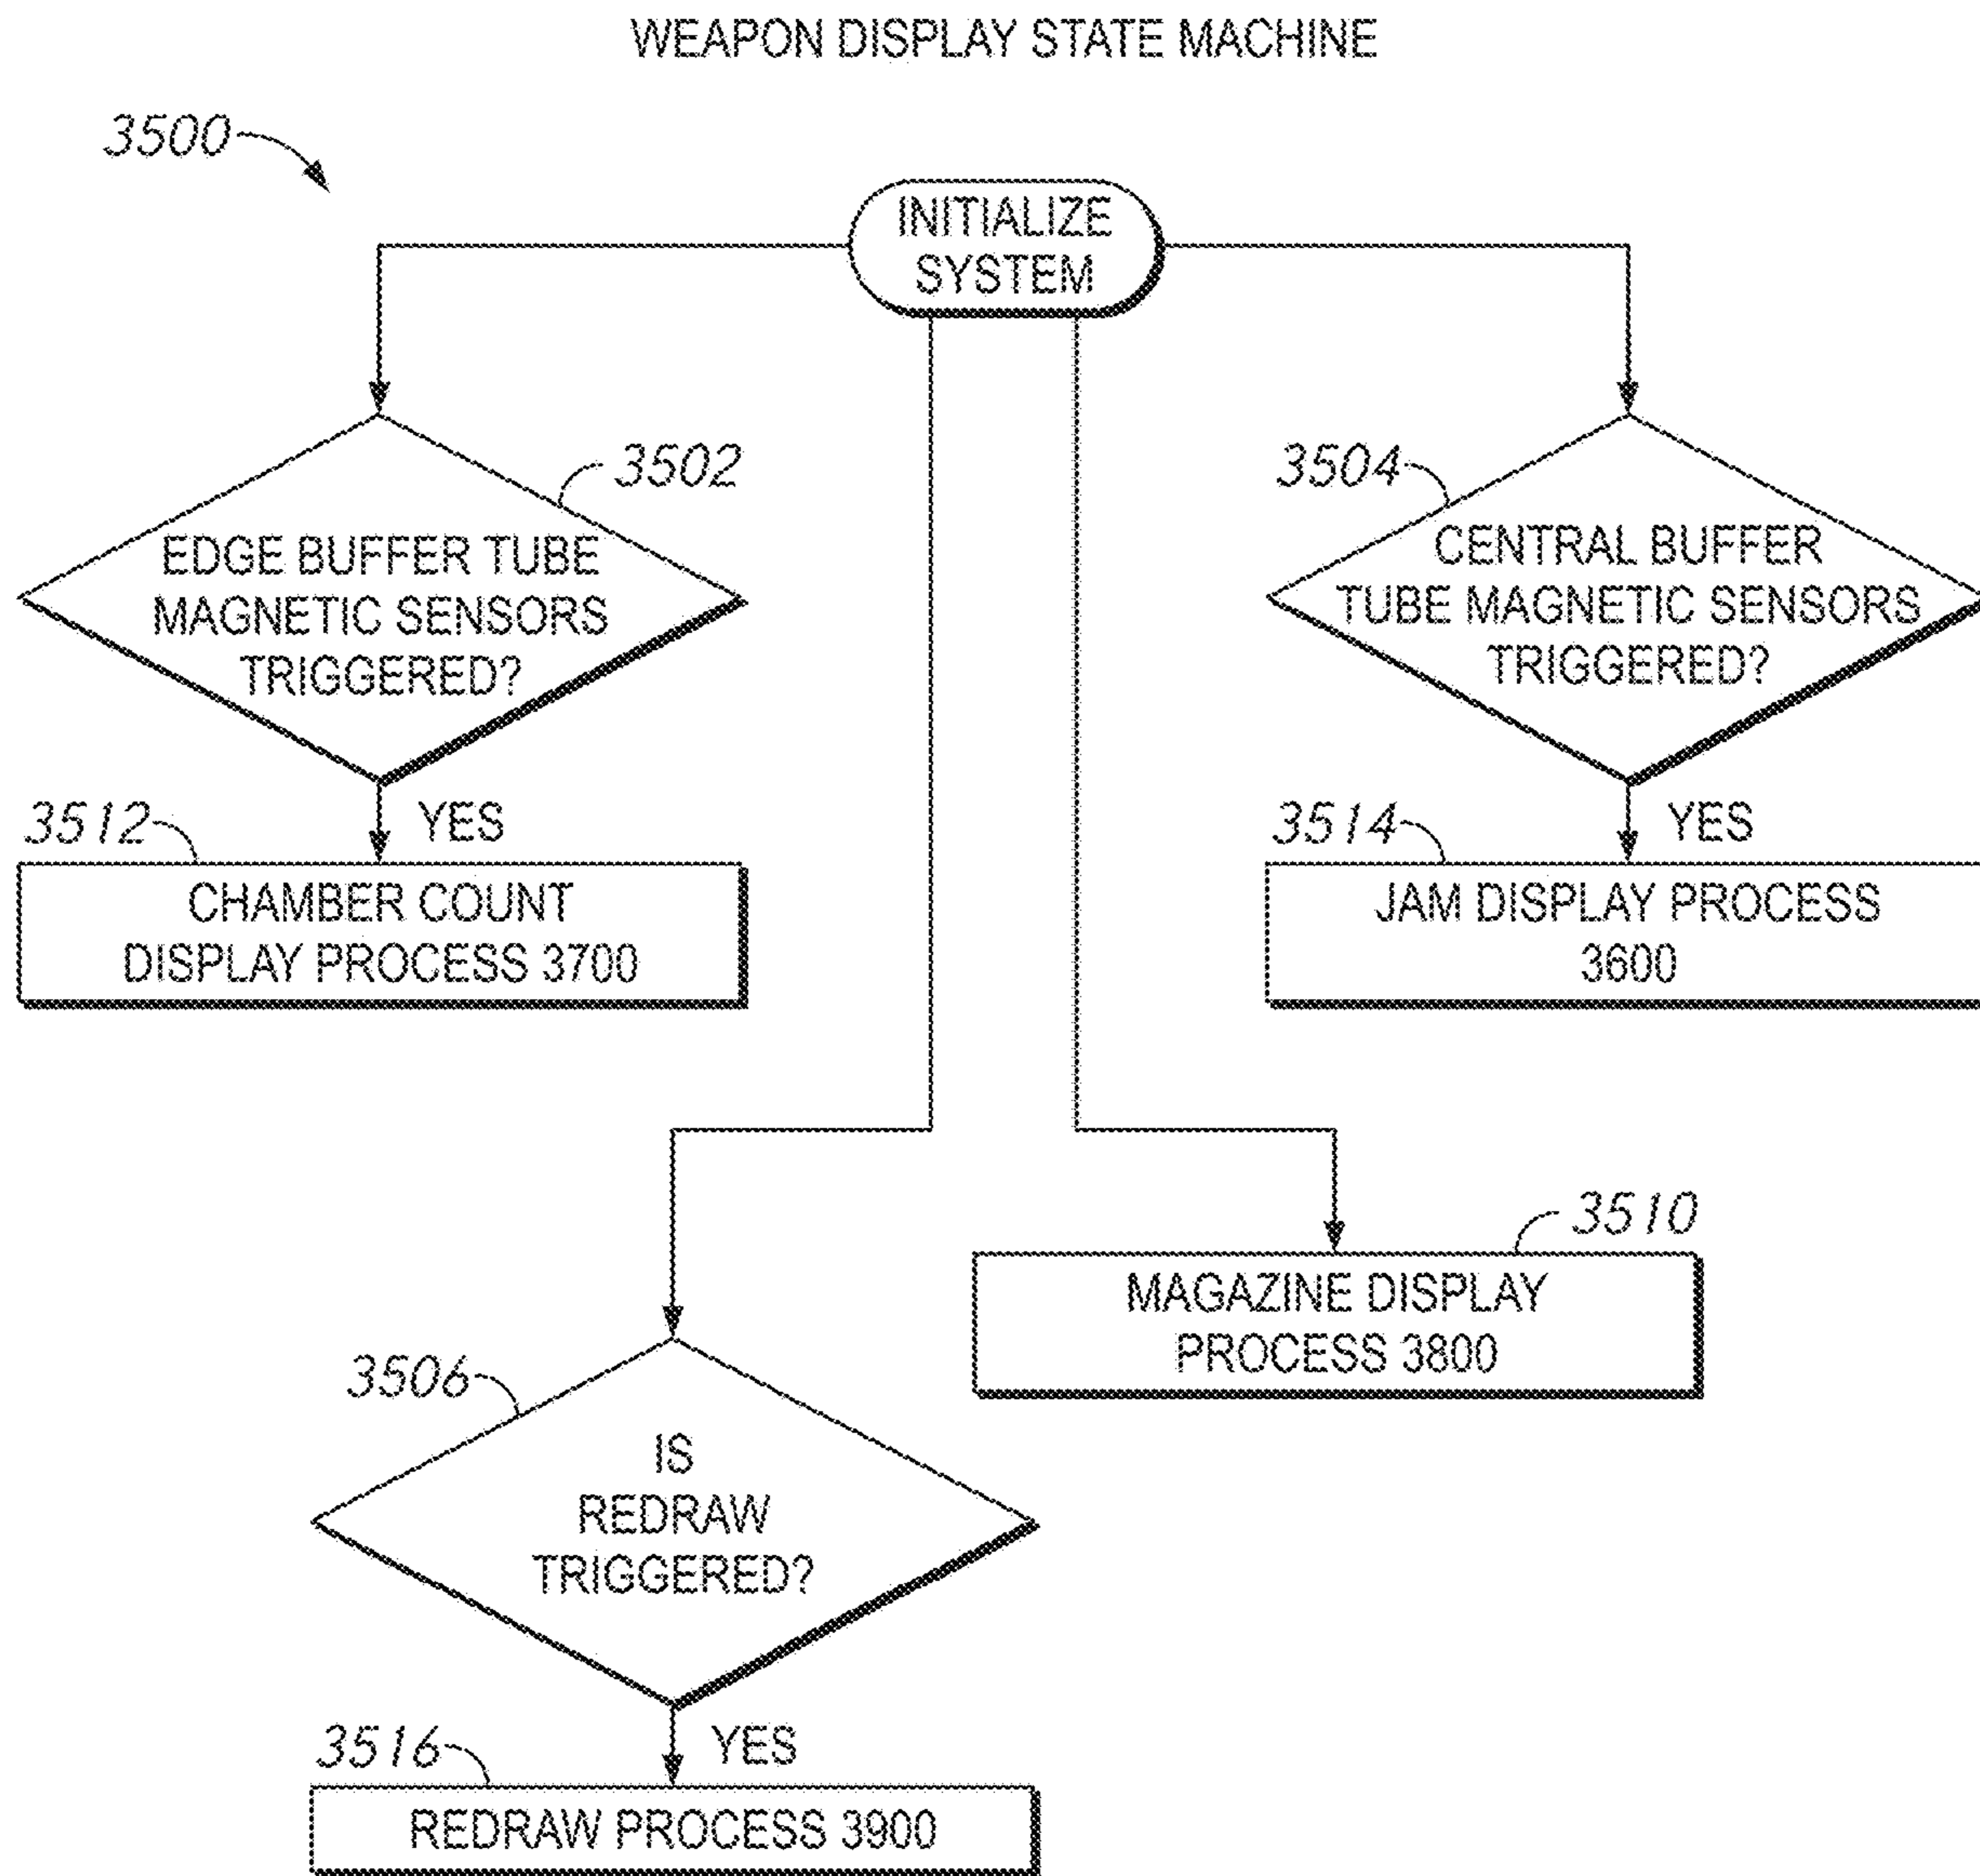 WEAPON DISPLAY STATE MACHINE
3500
INITIALIZE
SYSTEM
3502
EDGE BUFFER TUBE
MAGNETIC SENSORS
TRIGGERED?
3504
CENTRAL BUFFER
TUBE MAGNETIC SENSORS
TRIGGERED?
YES
3512
CHAMBER COUNT
DISPLAY PROCESS 3700
YES
3514
JAM DISPLAY PROCESS
3600
3510
MAGAZINE DISPLAY
PROCESS 3800
3506
IS
REDRAW
TRIGGERED?
YES
3516
REDRAW PROCESS 3900